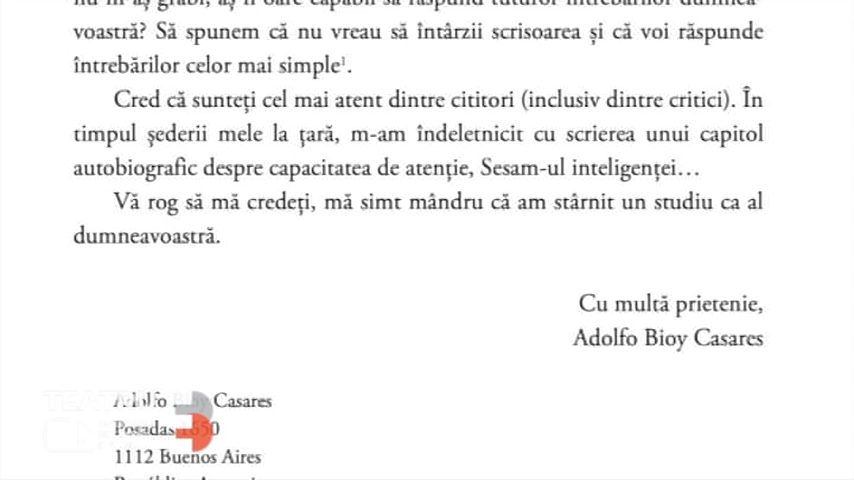 voastră? Să spunem că nu vreau să întârzii scrisoarea și că voi răspunde
întrebărilor celor mai simple¹.
Cred că sunteți cel mai atent dintre cititori (inclusiv dintre critici). În
timpul șederii mele la țară, m-am îndeletnicit cu scrierea unui capitol
autobiografic despre capacitatea de atenție, Sesam-ul inteligenței…
Vă rog să mă credeți, mă simt mândru că am stârnit un studiu ca al
dumneavoastră.
Cu multă prietenie,
Adolfo Bioy Casares
Adolfo Bioy Casares
Posadas 1650
1112 Buenos Aires